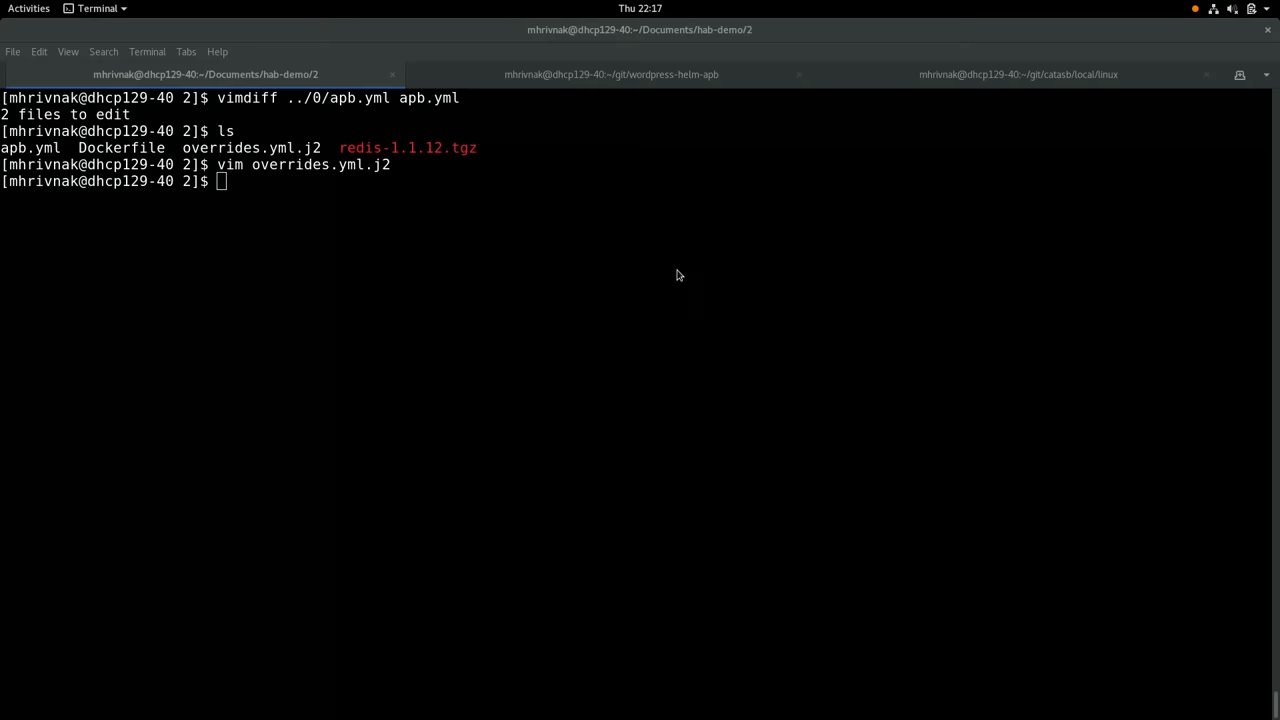 Activities Terminal Thu 22:17
mhrivnak@dhcp129-40:~/Documents/hab-demo/2
File Edit View Search Terminal Tabs Help
mhrivnak@dhcp129-40:~/Documents/hab-demo/2 mhrivnak@dhcp129-40:~/git/wordpress-helm-apb mhrivnak@dhcp129-40:~/git/catasb/local/linux
[mhrivnak@dhcp129-40 2]$ vimdiff ../0/apb.yml apb.yml
2 files to edit
[mhrivnak@dhcp129-40 2]$ ls
apb.yml  Dockerfile  overrides.yml.j2  redis-1.1.12.tgz
[mhrivnak@dhcp129-40 2]$ vim overrides.yml.j2
[mhrivnak@dhcp129-40 2]$